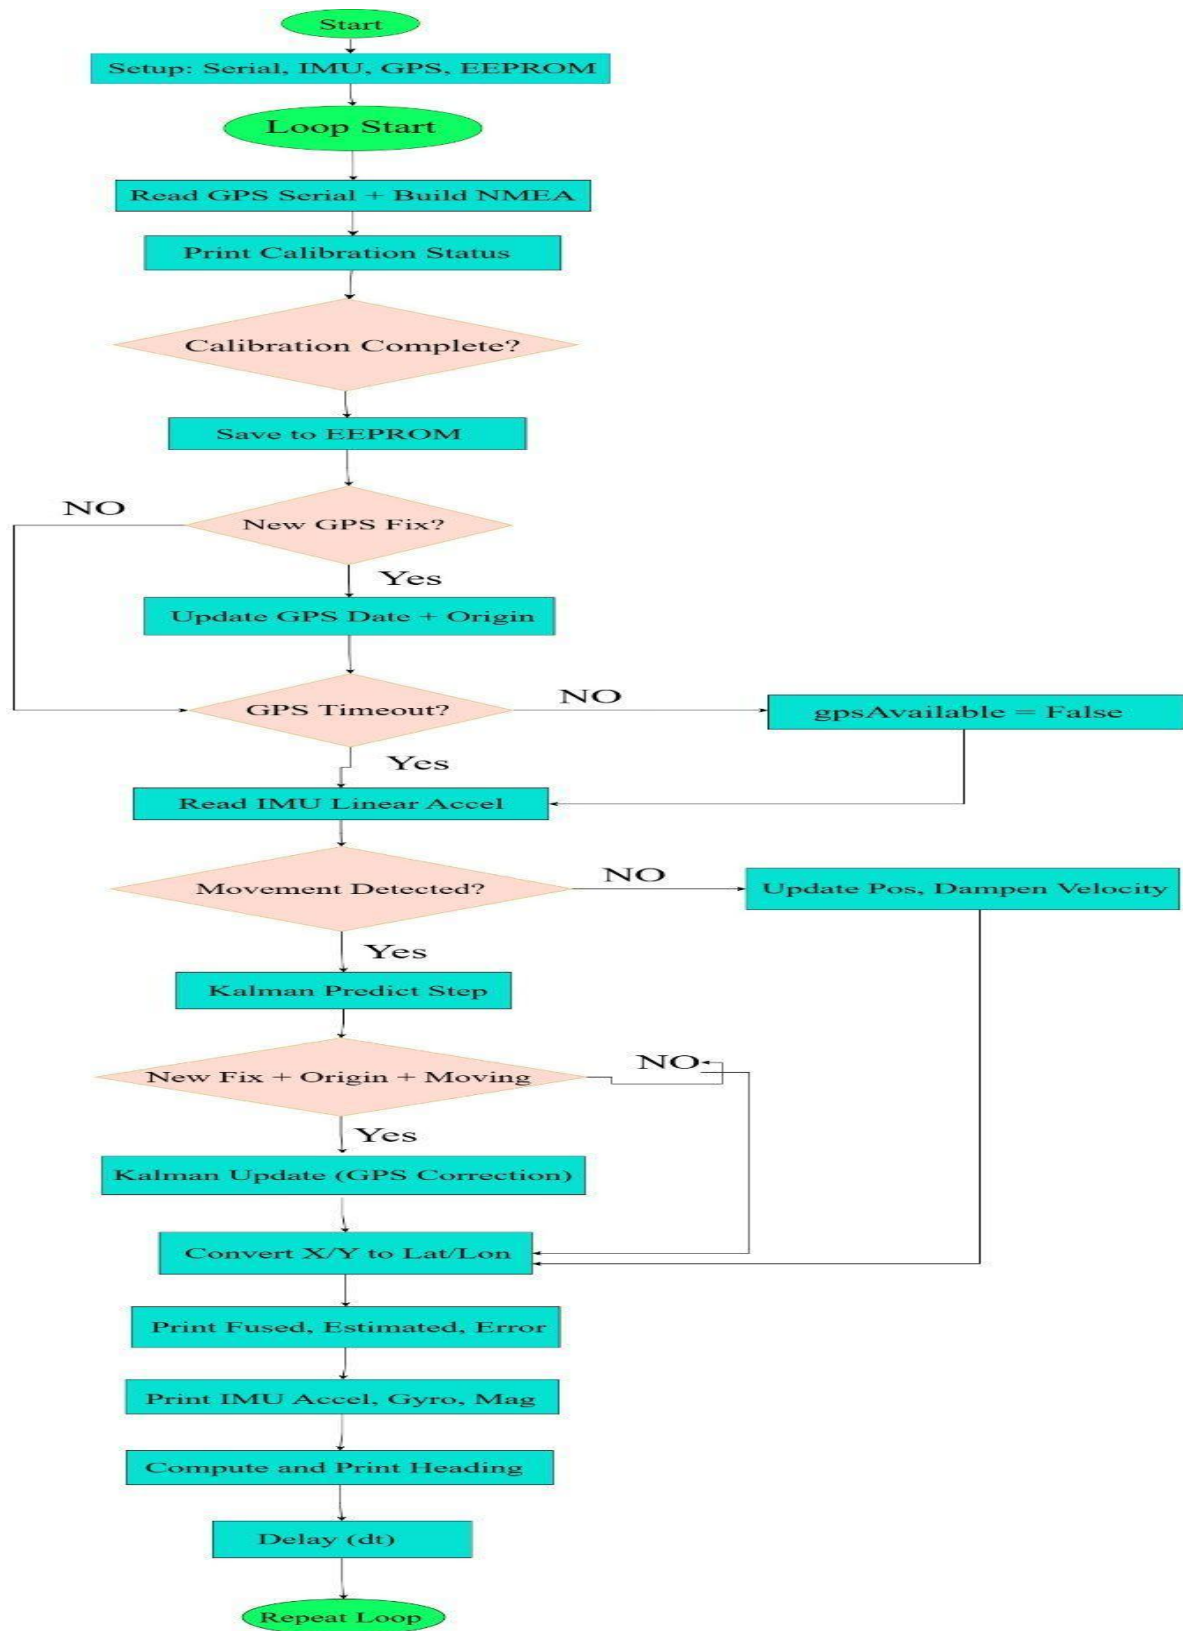 Start
Setup: Serial, IMU, GPS, EEPROM
Loop Start
Read GPS Serial + Build NMEA
Print Calibration Status
Calibration Complete?
Save to EEPROM
NO
New GPS Fix?
Yes
Update GPS Date + Origin
GPS Timeout?
NO
gpsAvailable = False
Yes
Read IMU Linear Accel
Movement Detected?
NO
Update Pos, Dampen Velocity
Yes
Kalman Predict Step
New Fix + Origin + Moving
NO
Yes
Kalman Update (GPS Correction)
Convert X/Y to Lat/Lon
Print Fused, Estimated, Error
Print IMU Accel, Gyro, Mag
Compute and Print Heading
Delay (dt)
Repeat Loop